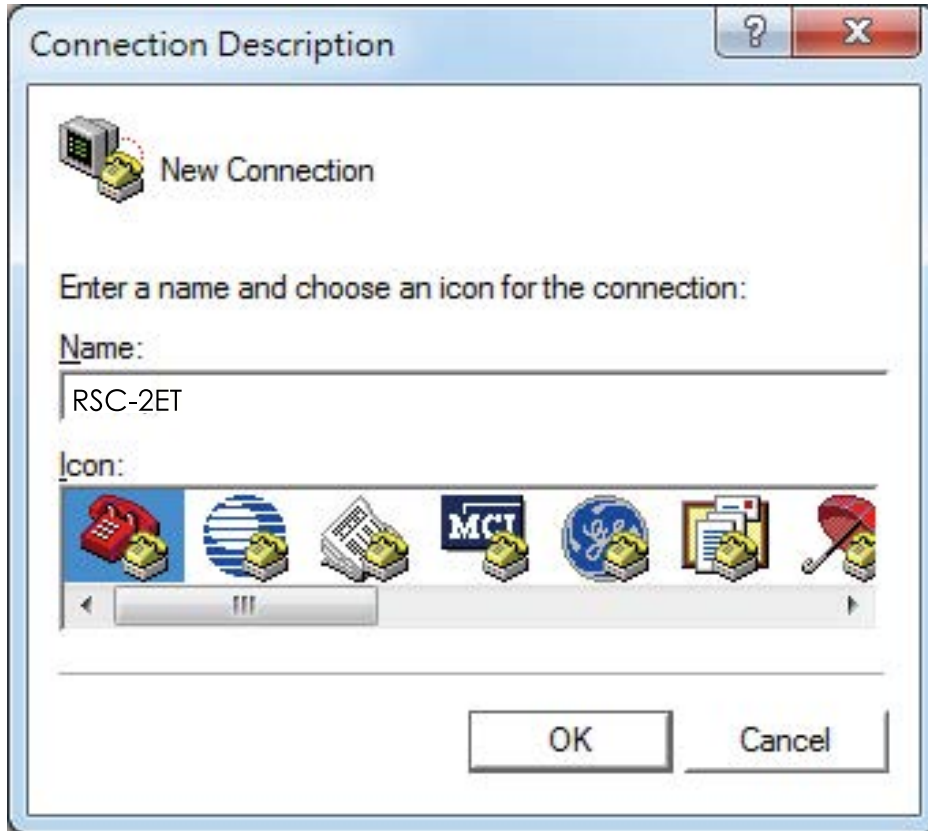 Connection Description
New Connection
Enter a name and choose an icon for the connection:
Name:
RSC-2ET
Icon:
MCI
OK Cancel